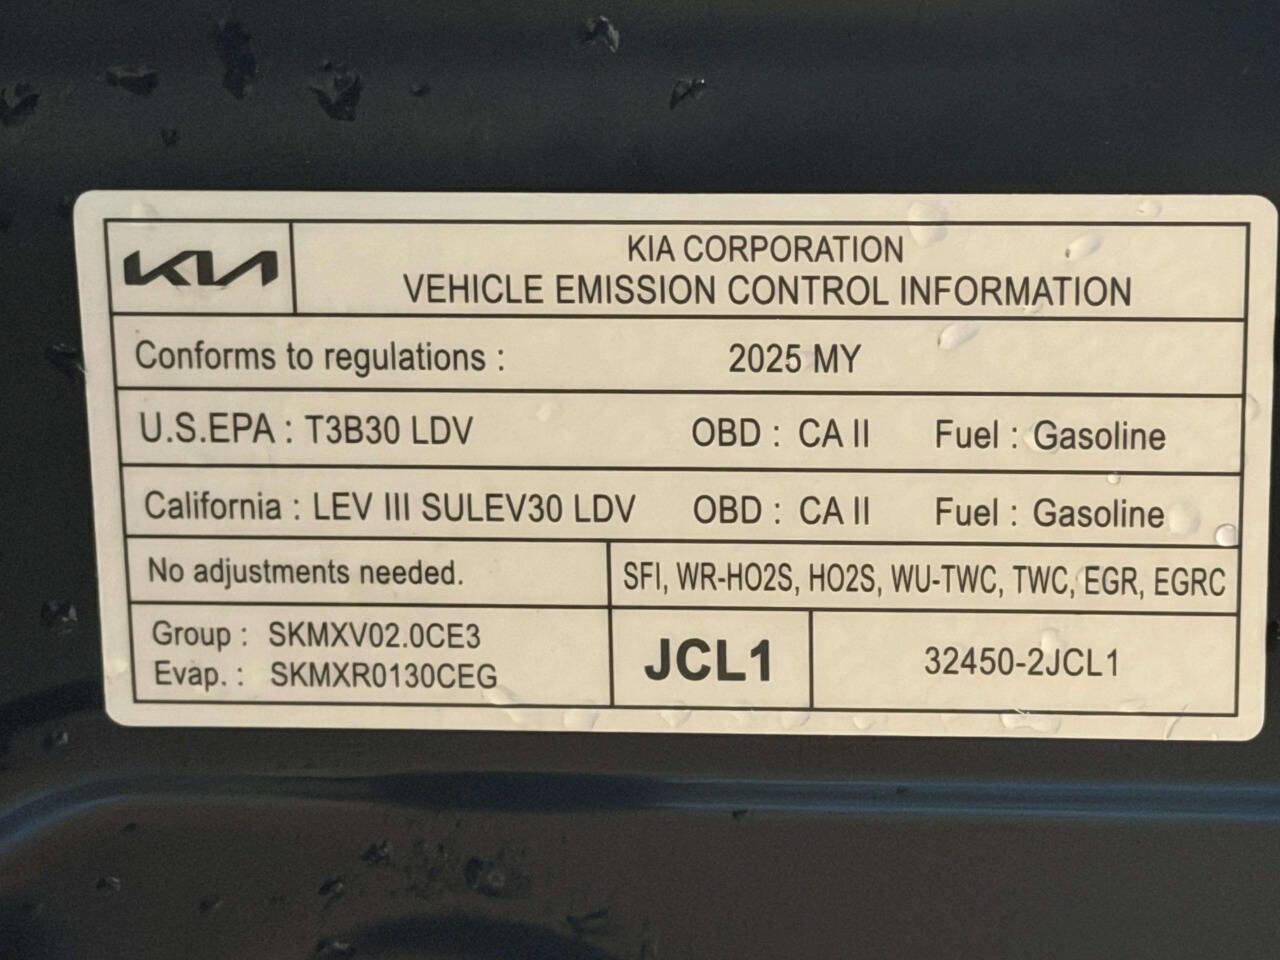 KIA
KIA CORPORATION
VEHICLE EMISSION CONTROL INFORMATION
Conforms to regulations : 2025 MY
U.S.EPA : T3B30 LDV OBD : CA II Fuel : Gasoline
California : LEV III SULEV30 LDV OBD : CA II Fuel : Gasoline
No adjustments needed. SFI, WR-HO2S, HO2S, WU-TWC, TWC, EGR, EGRC
Group : SKMXV02.0CE3
Evap. : SKMXR0130CEG
JCL1
32450-2JCL1